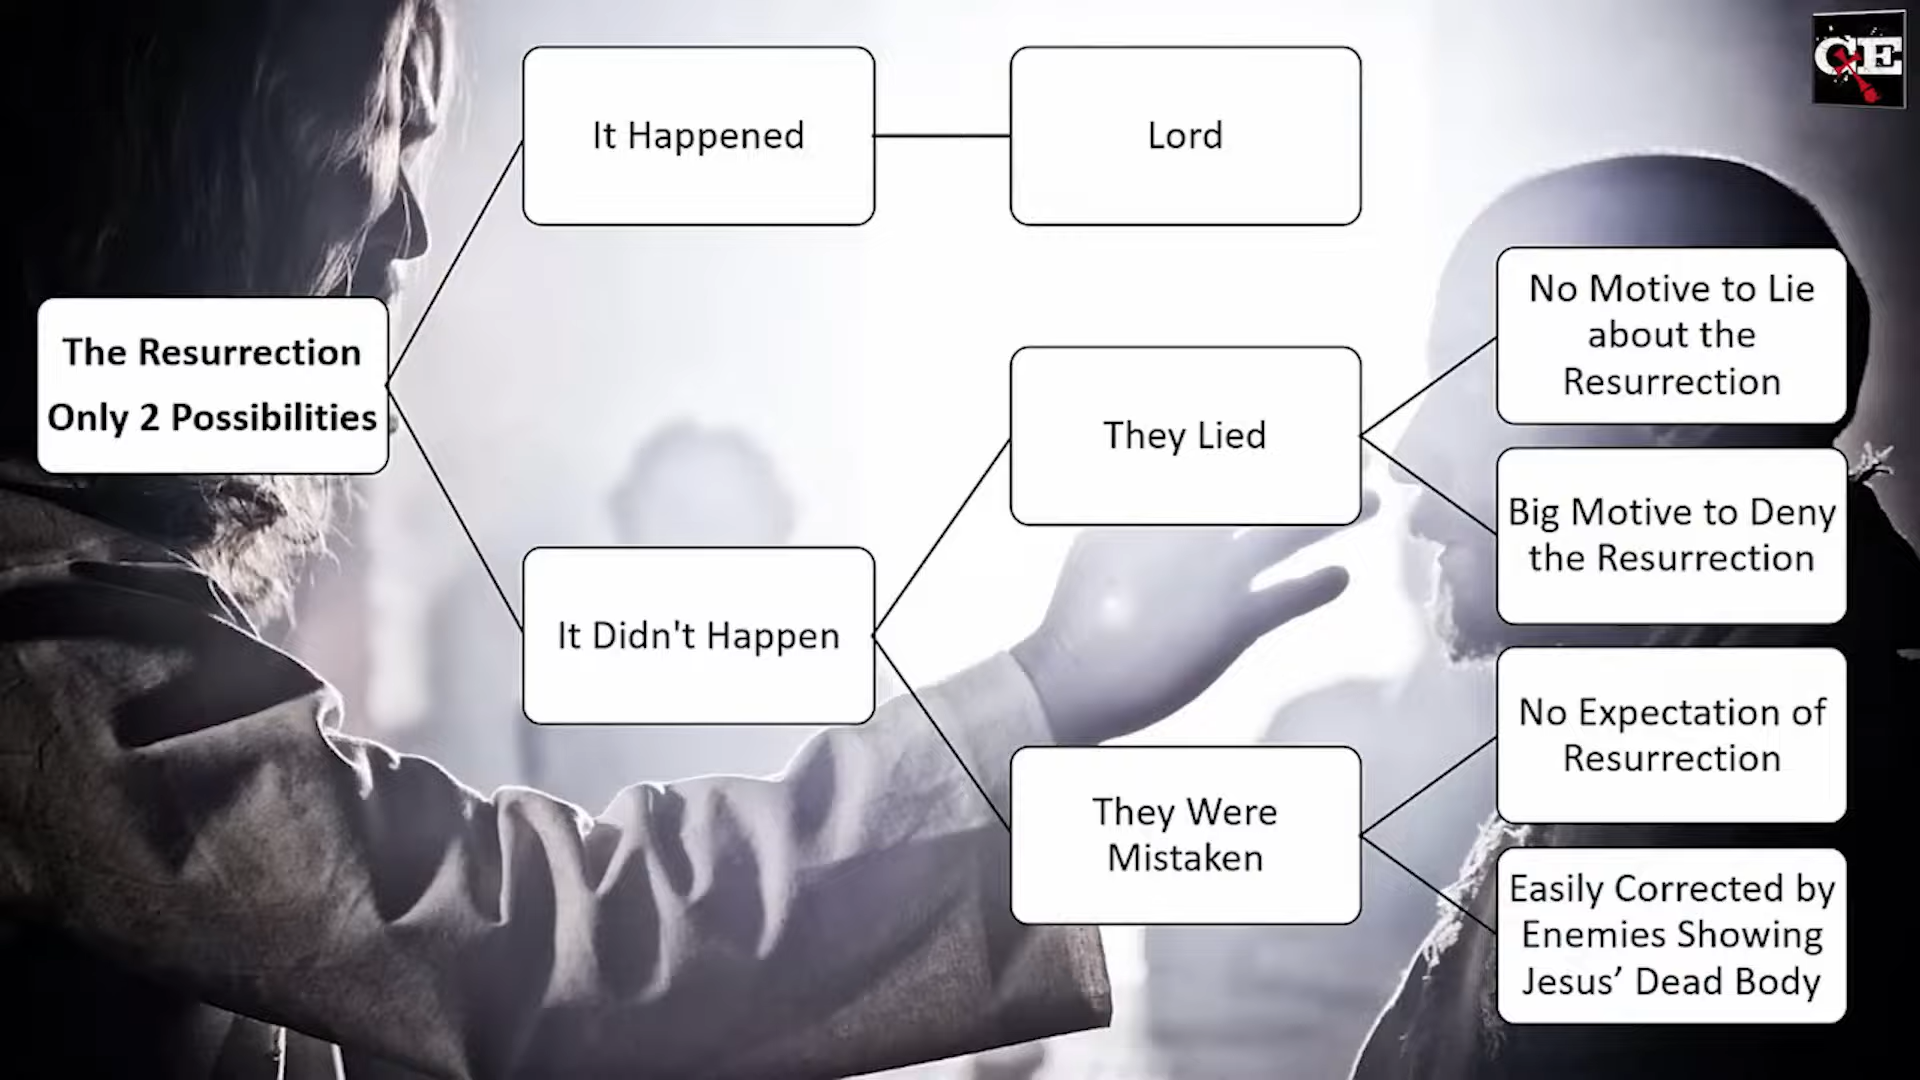 It Happened
Lord
CE
The Resurrection
Only 2 Possibilities
No Motive to Lie
about the
Resurrection
They Lied
Big Motive to Deny
the Resurrection
It Didn't Happen
No Expectation of
Resurrection
They Were
Mistaken
Easily Corrected by
Enemies Showing
Jesus’ Dead Body